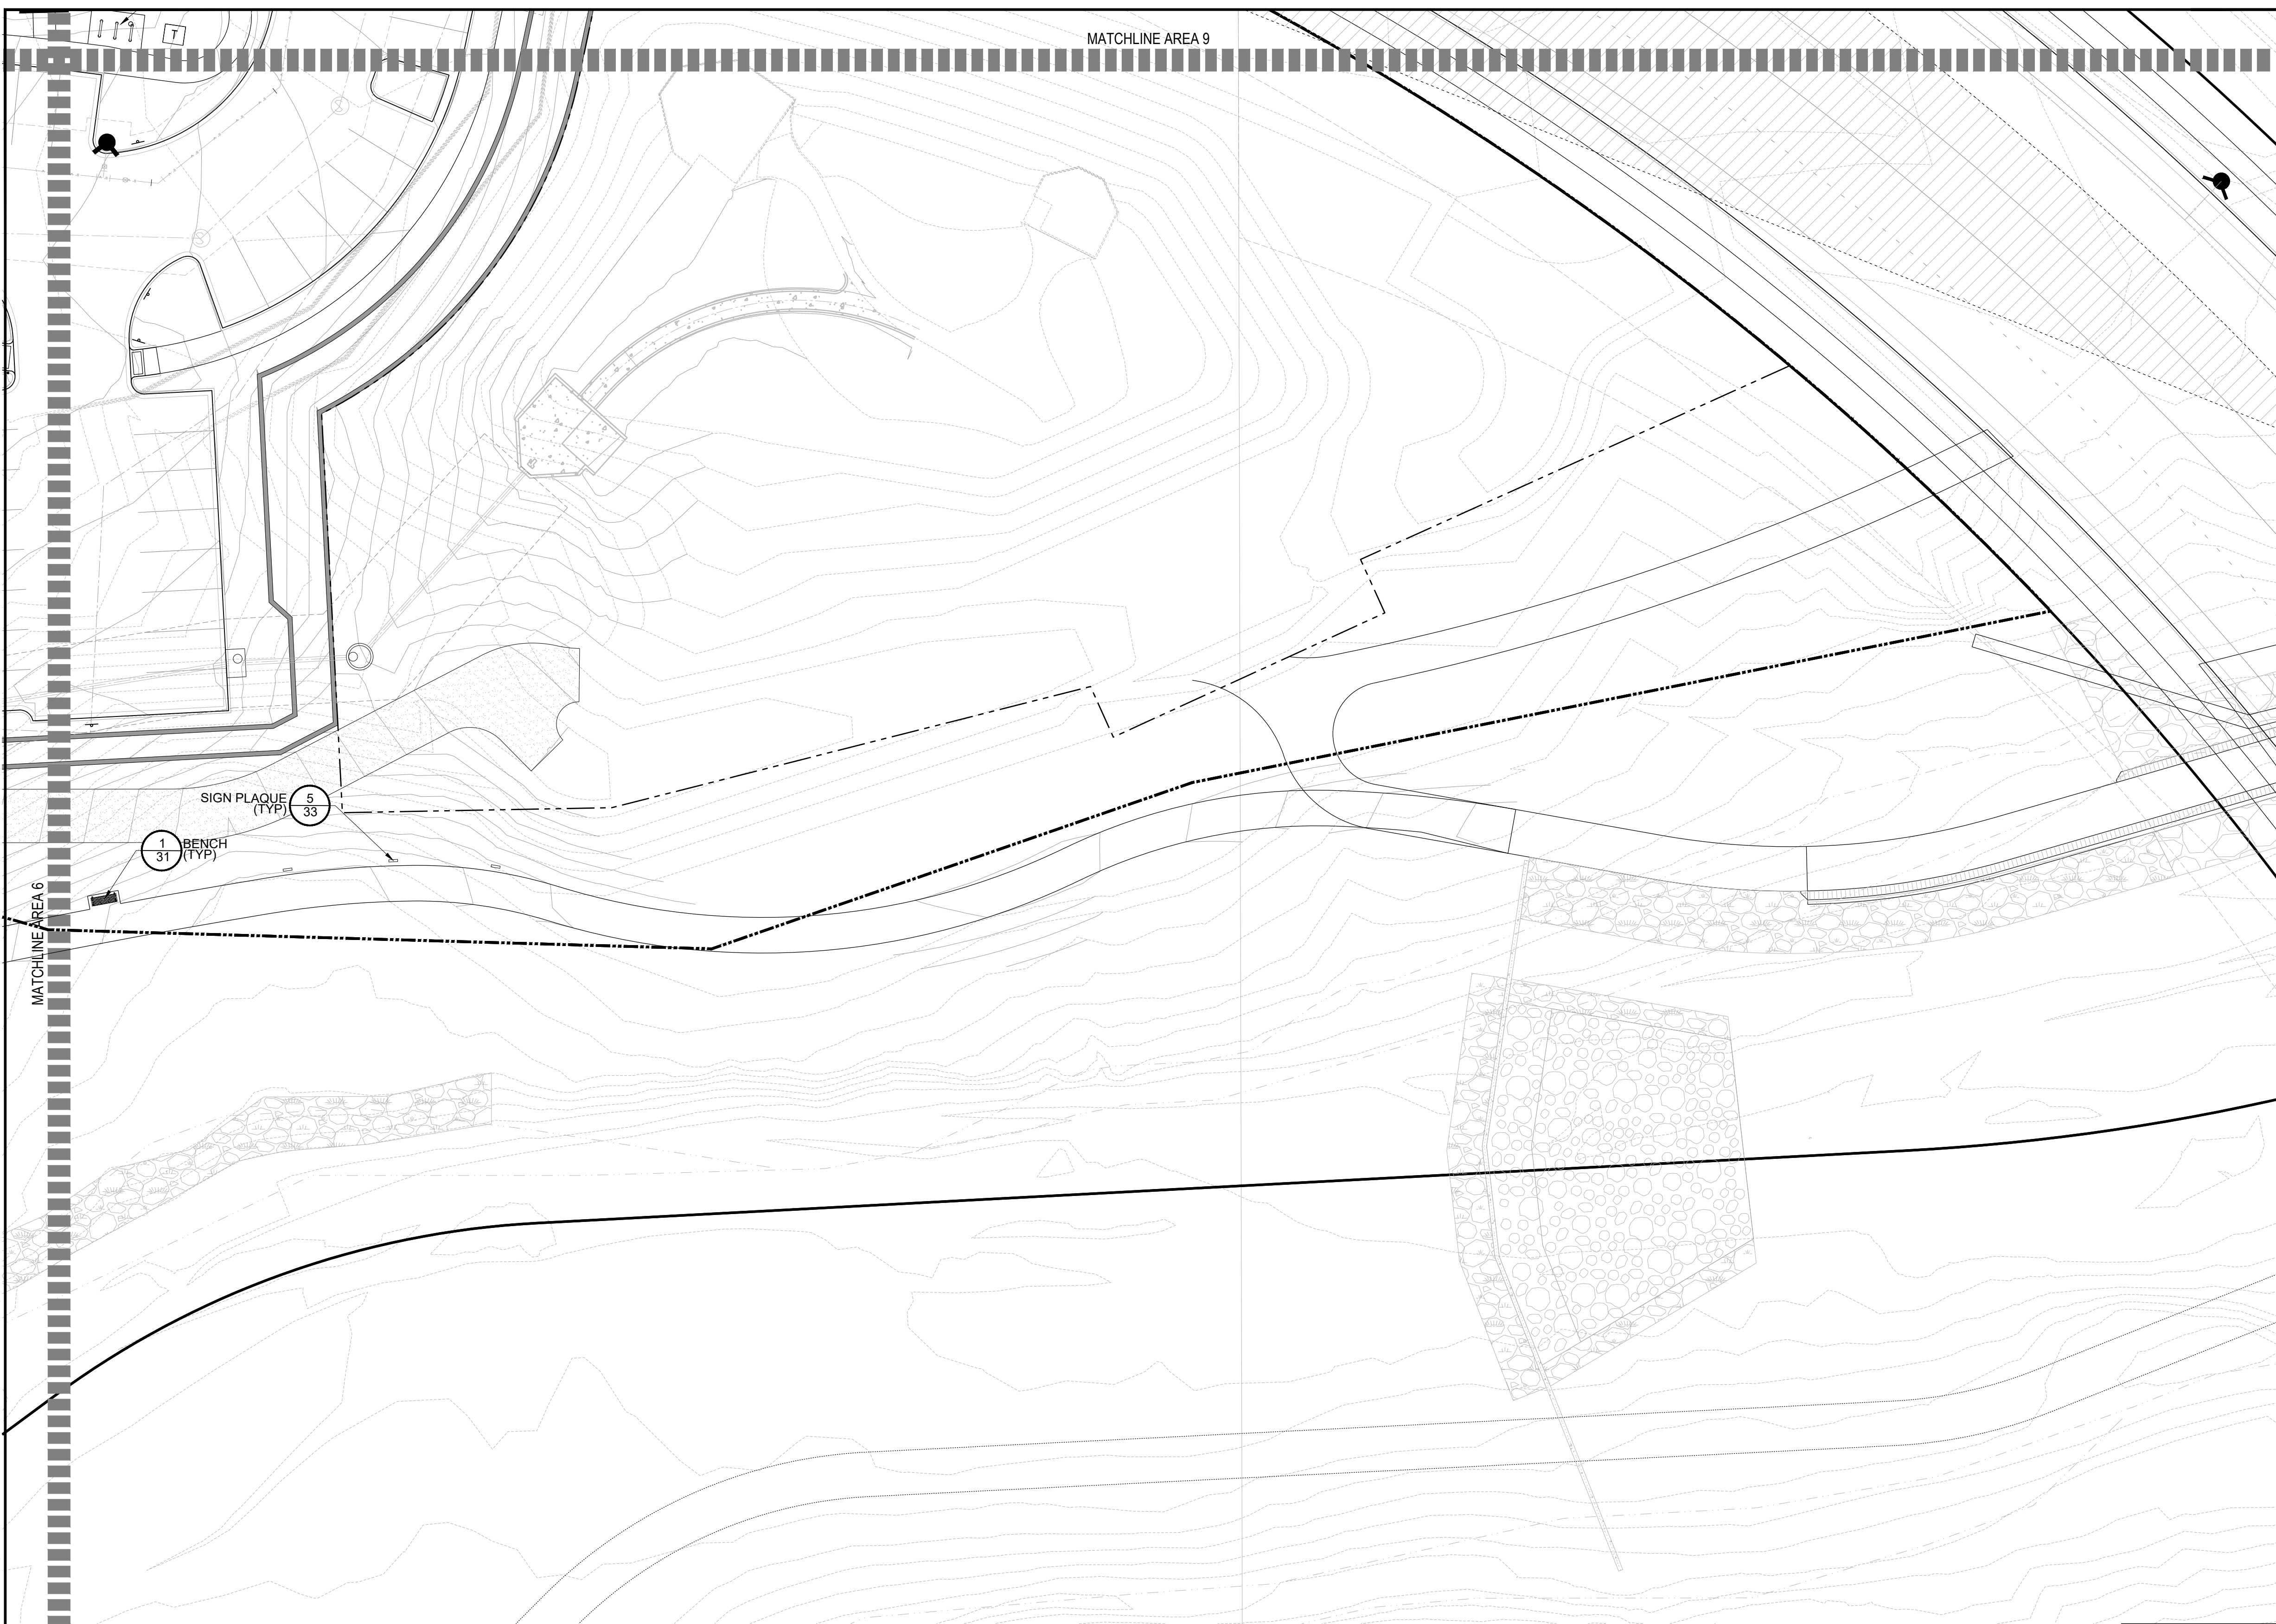 T
MATCHLINE AREA 9
SIGN PLAQUE
(TYP)
5
33
1
31
BENCH
(TYP)
MATCHLINE AREA 6